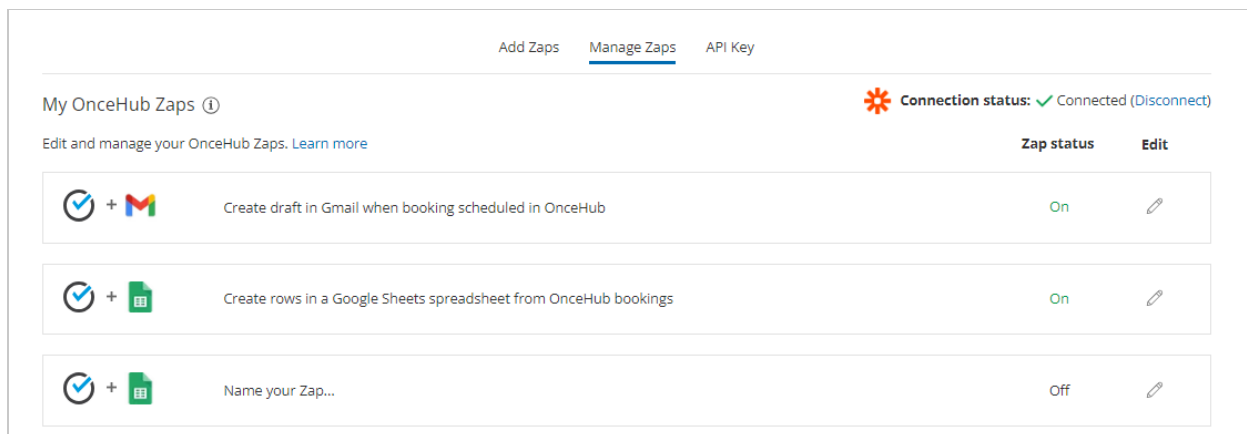 Add Zaps Manage Zaps API Key
My OnceHub Zaps Connection status: Connected (Disconnect)
Edit and manage your OnceHub Zaps. Learn more Zap status Edit
Create draft in Gmail when booking scheduled in OnceHub On
Create rows in a Google Sheets spreadsheet from OnceHub bookings On
Name your Zap... Off